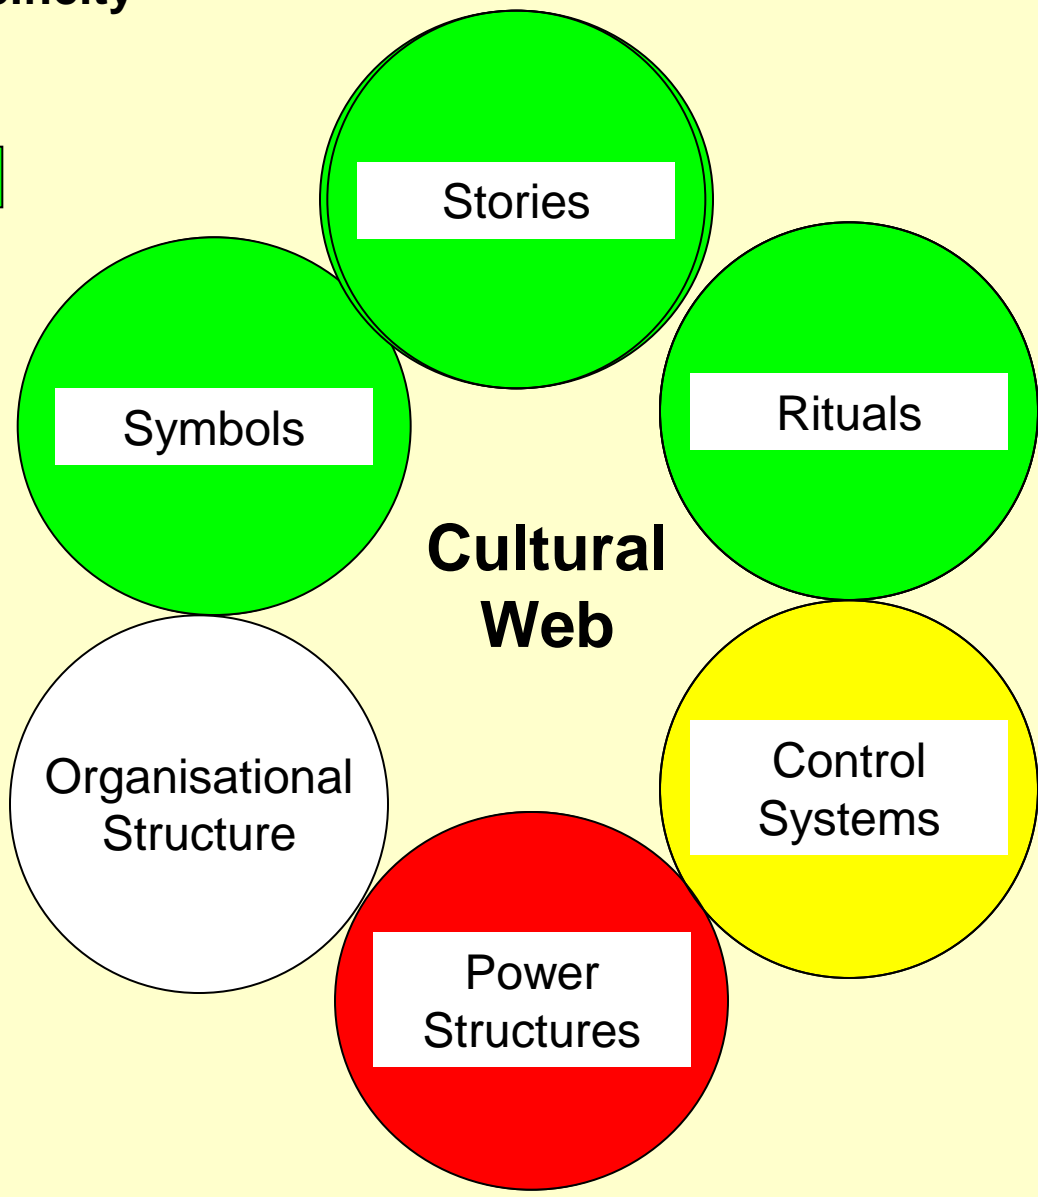 Stories
Symbols
Rituals
Cultural
Web
Organisational
Structure
Control
Systems
Power
Structures